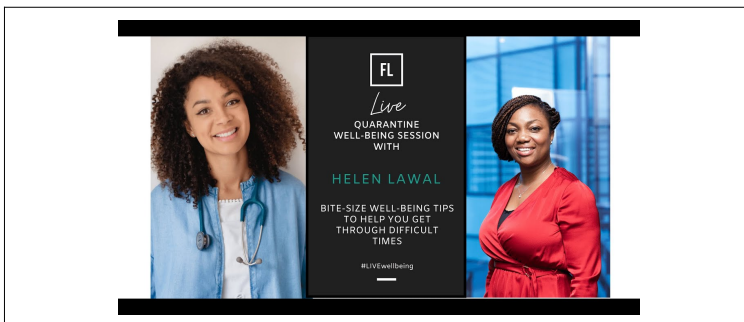 FL
Live
QUARANTINE
WELL-BEING SESSION
WITH
HELEN LAWAL
BITE-SIZE WELL-BEING TIPS
TO HELP YOU GET
THROUGH DIFFICULT
TIMES
#LIVEwellbeing